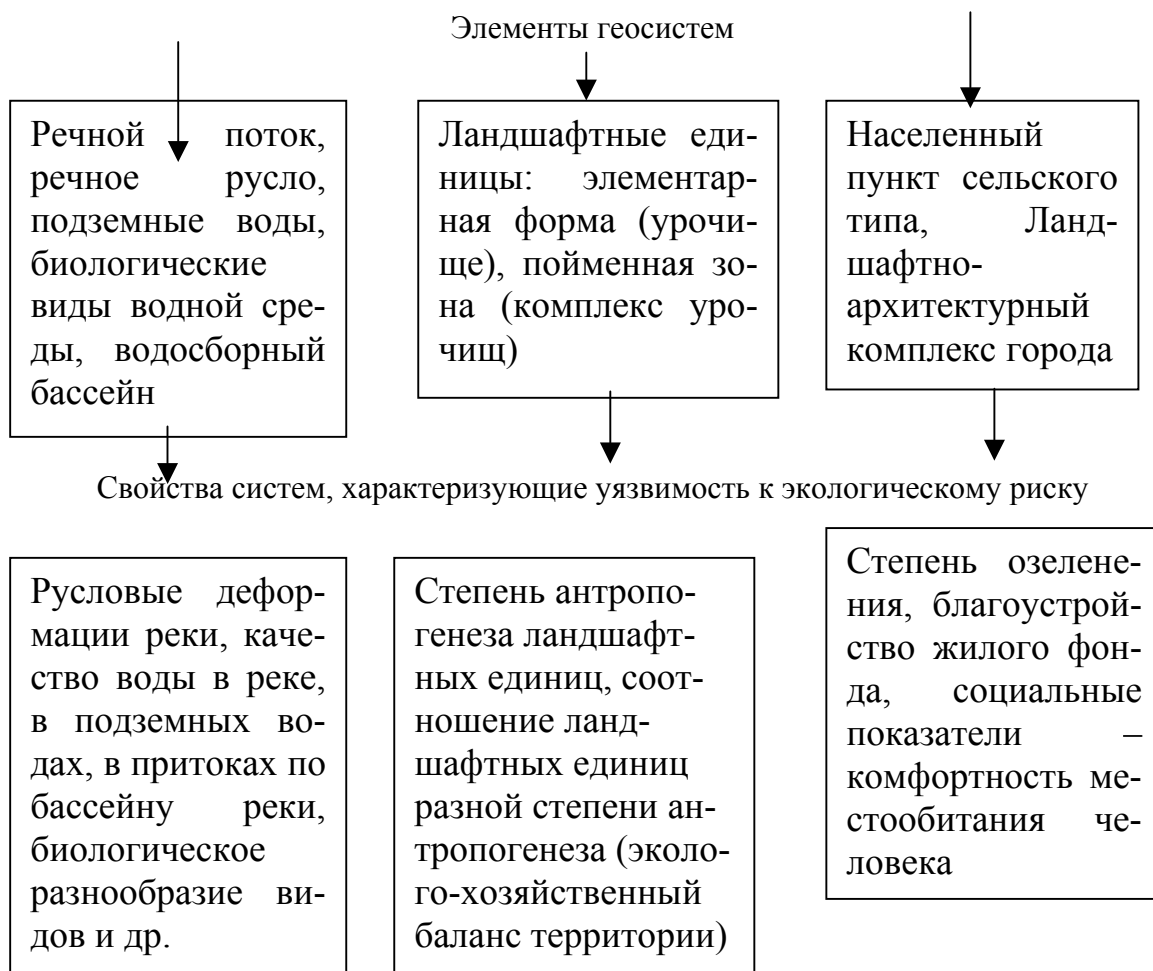 Элементы геосистем
Речной поток,
речное русло,
подземные воды,
биологические
виды водной сре-
ды, водосборный
бассейн
Ландшафтные еди-
ницы: элементар-
ная форма (урочи-
ще), пойменная зо-
на (комплекс уро-
чищ)
Населенный
пункт сельского
типа, Ланд-
шафтно-
архитектурный
комплекс города
Свойства систем, характеризующие уязвимость к экологическому риску
Русловые дефор-
мации реки, каче-
ство воды в реке,
в подземных во-
дах, в притоках по
бассейну реки,
биологическое
разнообразие ви-
дов и др.
Степень антропо-
генеза ландшафт-
ных единиц, соот-
ношение ланд-
шафтных единиц
разной степени ан-
тропогенеза (эколо-
го-хозяйственный
баланс территории)
Степень озелене-
ния, благоустрой-
ство жилого фон-
да, социальные
показатели –
комфортность ме-
стообитания че-
ловека